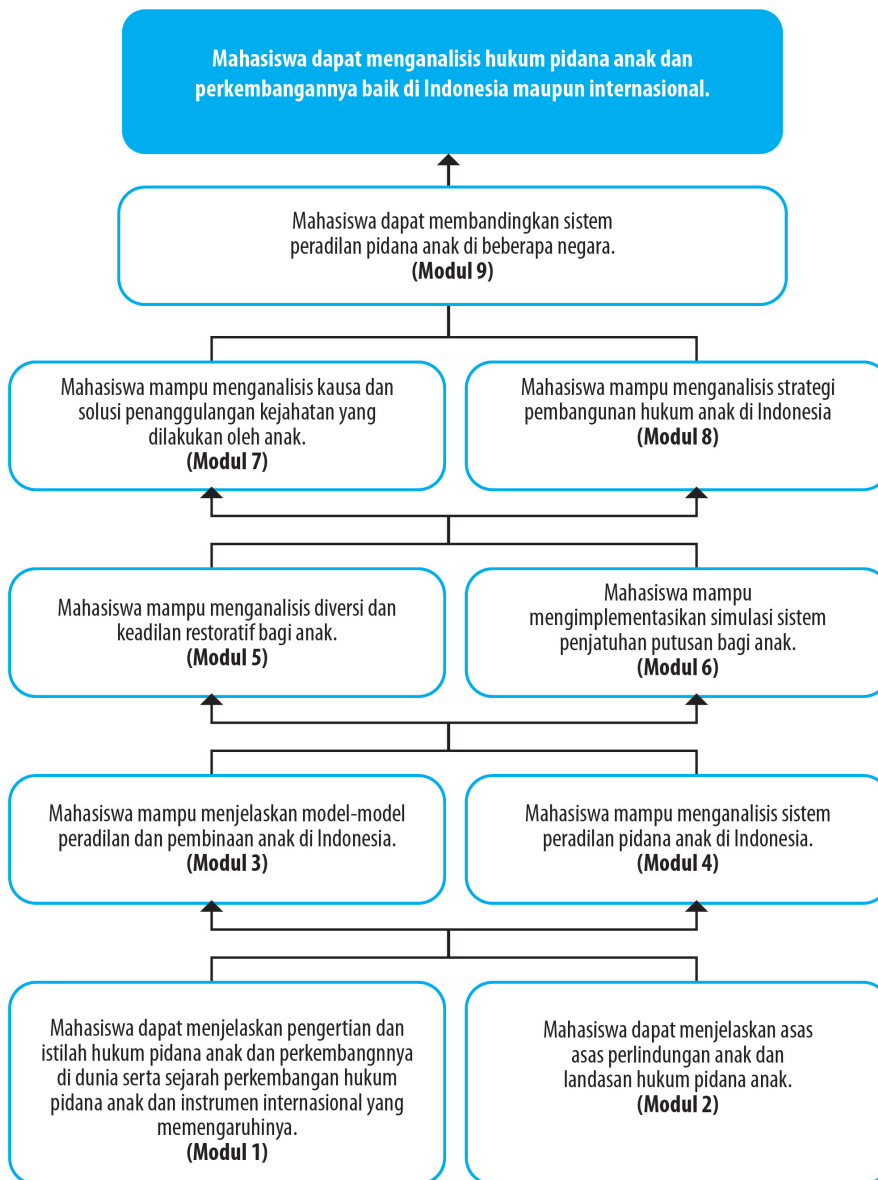 Mahasiswa dapat menganalisis hukum pidana anak dan
perkembangannya baik di Indonesia maupun internasional.
Mahasiswa dapat membandingkan sistem
peradilan pidana anak di beberapa negara.
(Modul 9)
Mahasiswa mampu menganalisis kausa dan
solusi penanggulangan kejahatan yang
dilakukan oleh anak.
(Modul 7)
Mahasiswa mampu menganalisis strategi
pembangunan hukum anak di Indonesia
(Modul 8)
Mahasiswa mampu menganalisis diversi dan
keadilan restoratif bagi anak.
(Modul 5)
Mahasiswa mampu
mengimplementasikan simulasi sistem
penjatuhan putusan bagi anak.
(Modul 6)
Mahasiswa mampu menjelaskan model-model
peradilan dan pembinaan anak di Indonesia.
(Modul 3)
Mahasiswa mampu menganalisis sistem
peradilan pidana anak di Indonesia.
(Modul 4)
Mahasiswa dapat menjelaskan pengertian dan
istilah hukum pidana anak dan perkembangnnya
di dunia serta sejarah perkembangan hukum
pidana anak dan instrumen internasional yang
memengaruhinya.
(Modul 1)
Mahasiswa dapat menjelaskan asas
asas perlindungan anak dan
landasan hukum pidana anak.
(Modul 2)